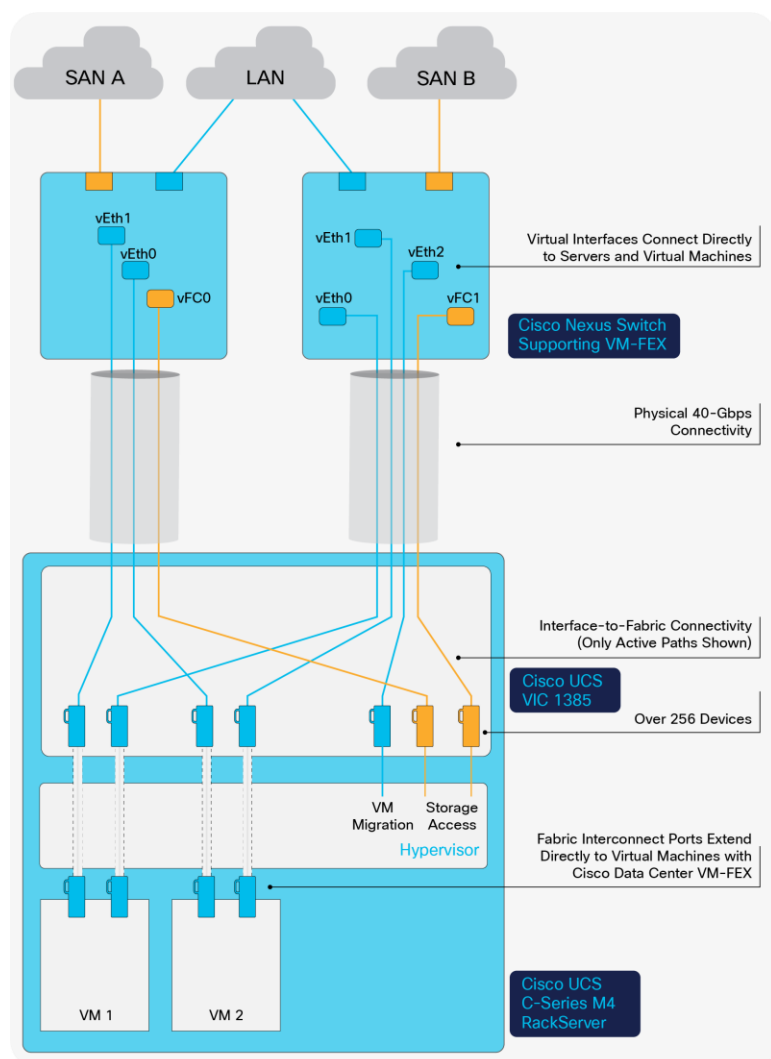 SAN A
LAN
SAN B
vEth1
vEth0
vFC0
vEth1
vEth2
vEth0
vFC1
Virtual Interfaces Connect Directly
to Servers and Virtual Machines
Cisco Nexus Switch
Supporting VM-FEX
Physical 40-Gbps
Connectivity
Interface-to-Fabric Connectivity
(Only Active Paths Shown)
Cisco UCS
VIC 1385
Over 256 Devices
VM
Migration
Storage
Access
Hypervisor
Fabric Interconnect Ports Extend
Directly to Virtual Machines with
Cisco Data Center VM-FEX
VM 1
VM 2
Cisco UCS
C-Series M4
RackServer